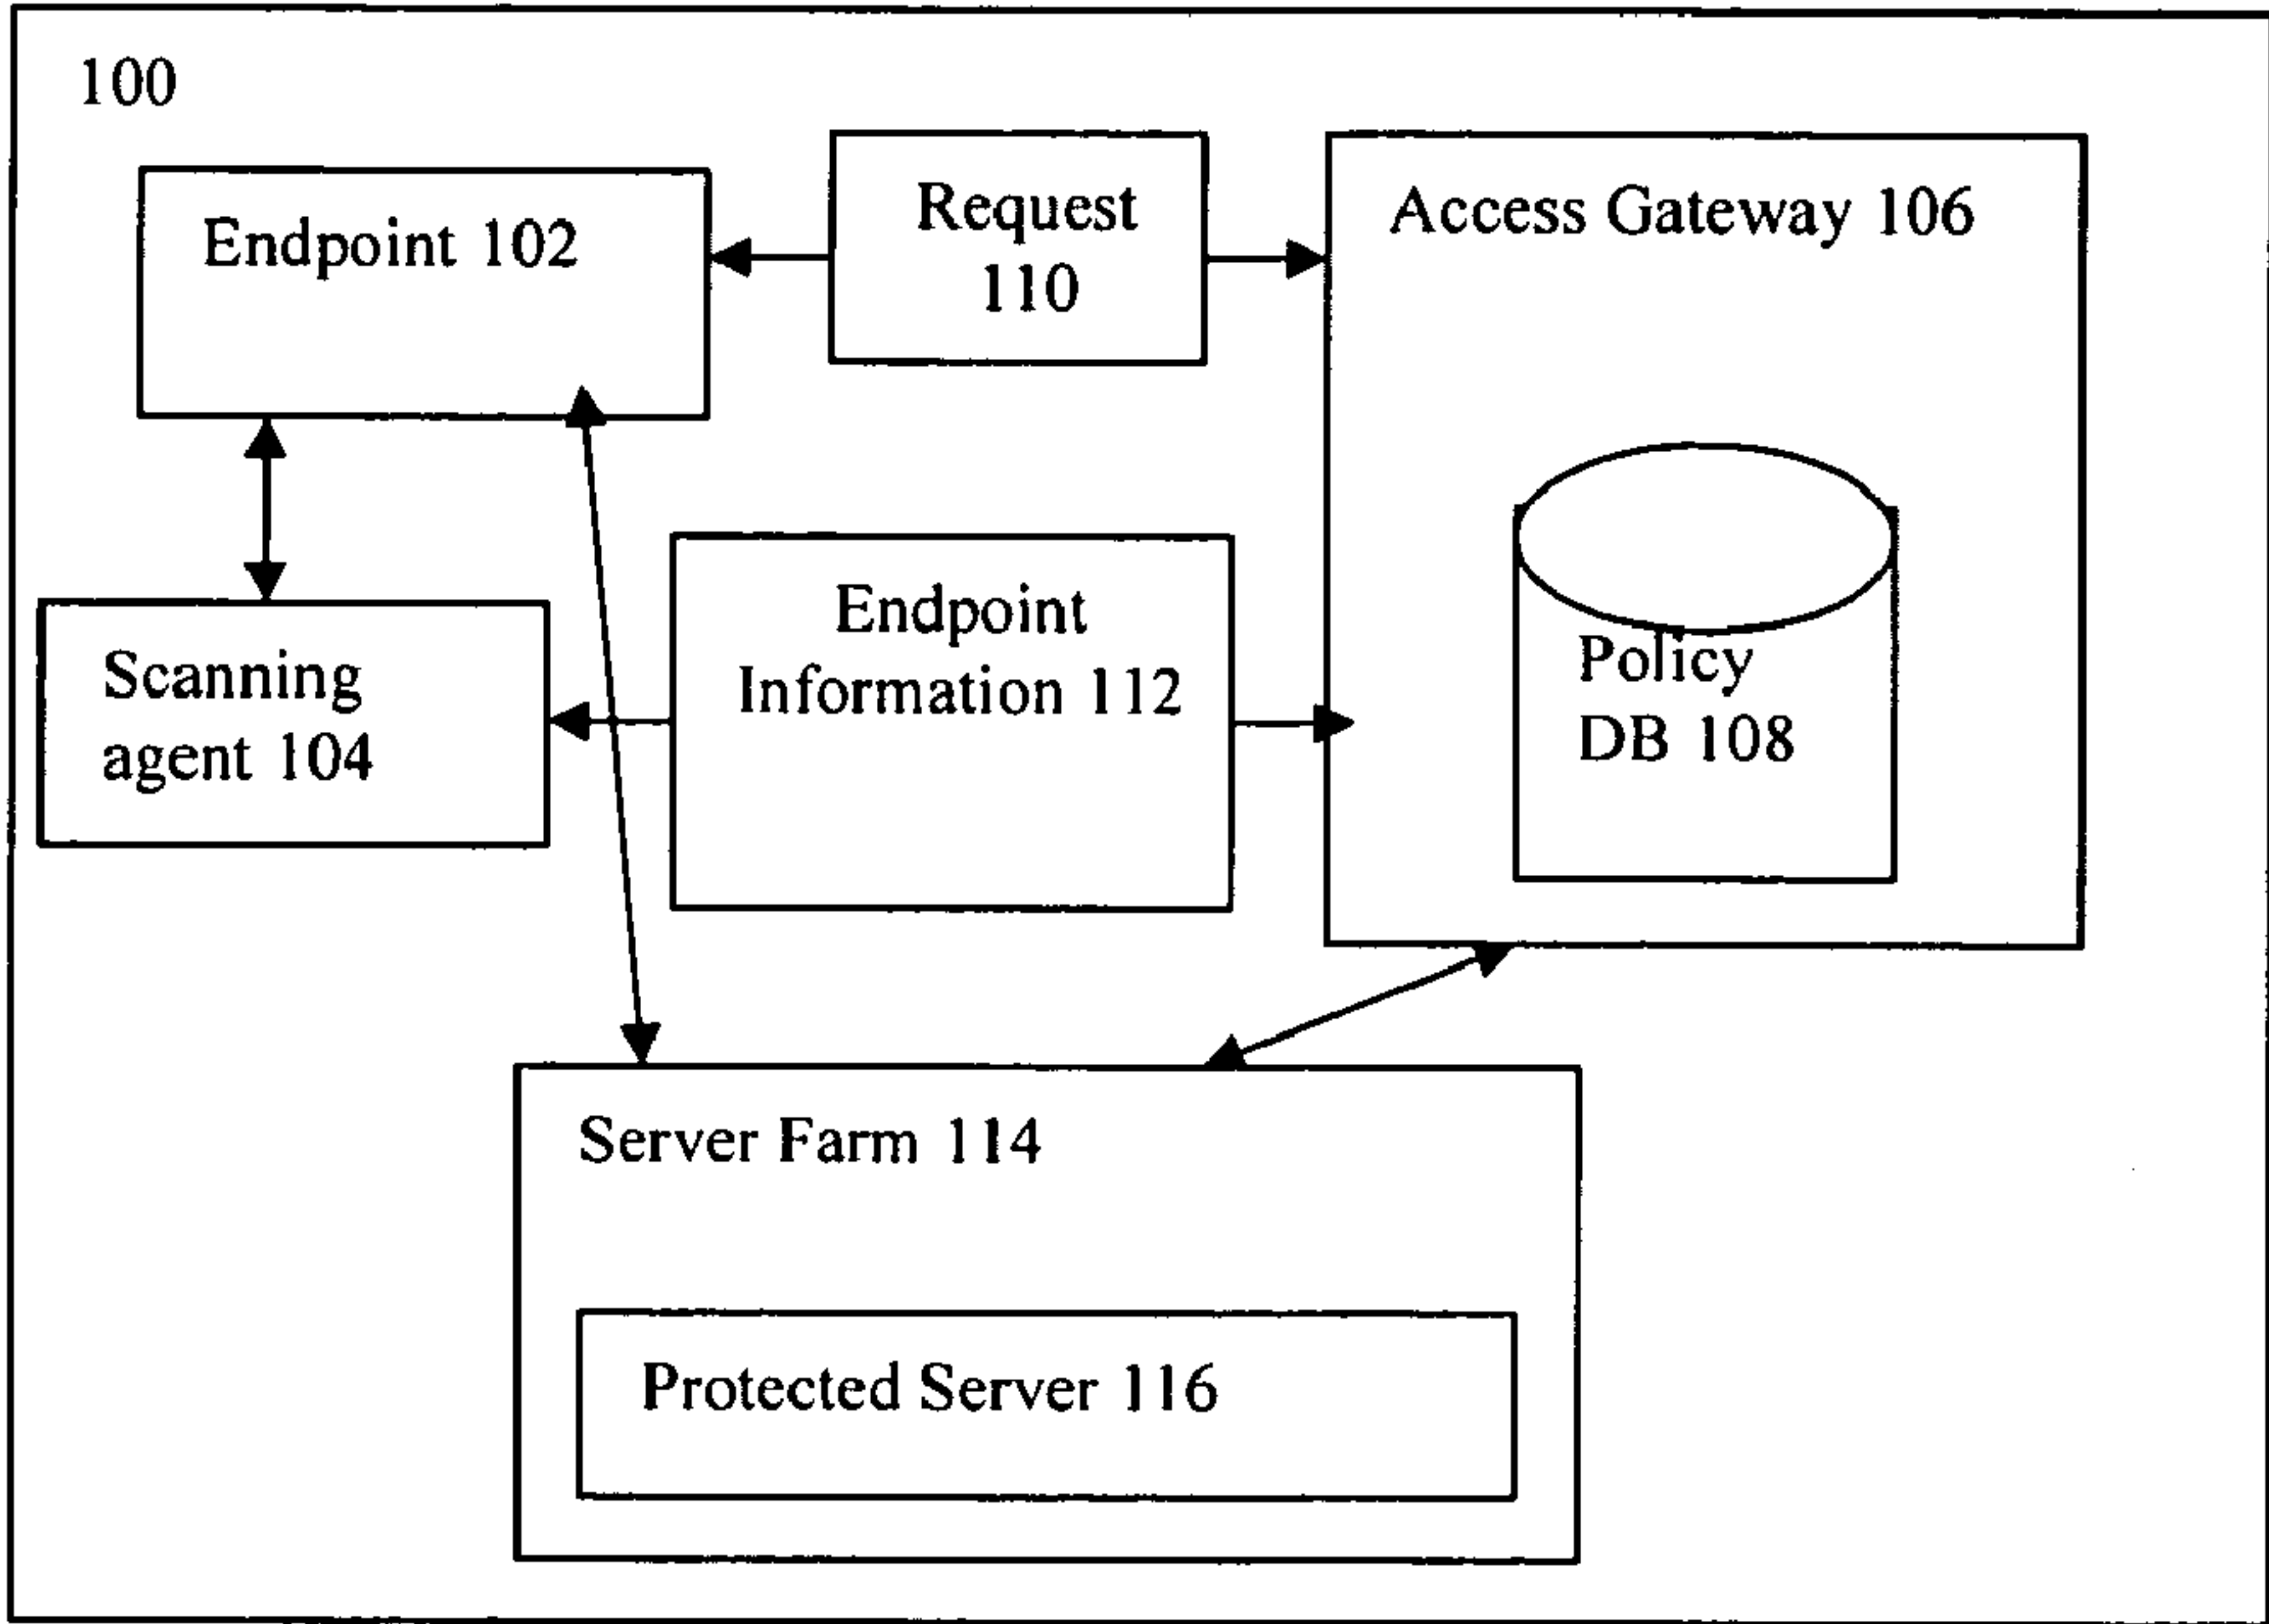 100
Endpoint 102
Request
110
Access Gateway 106
Scanning
agent 104
Endpoint
Information 112
Policy
DB 108
Server Farm 114
Protected Server 116